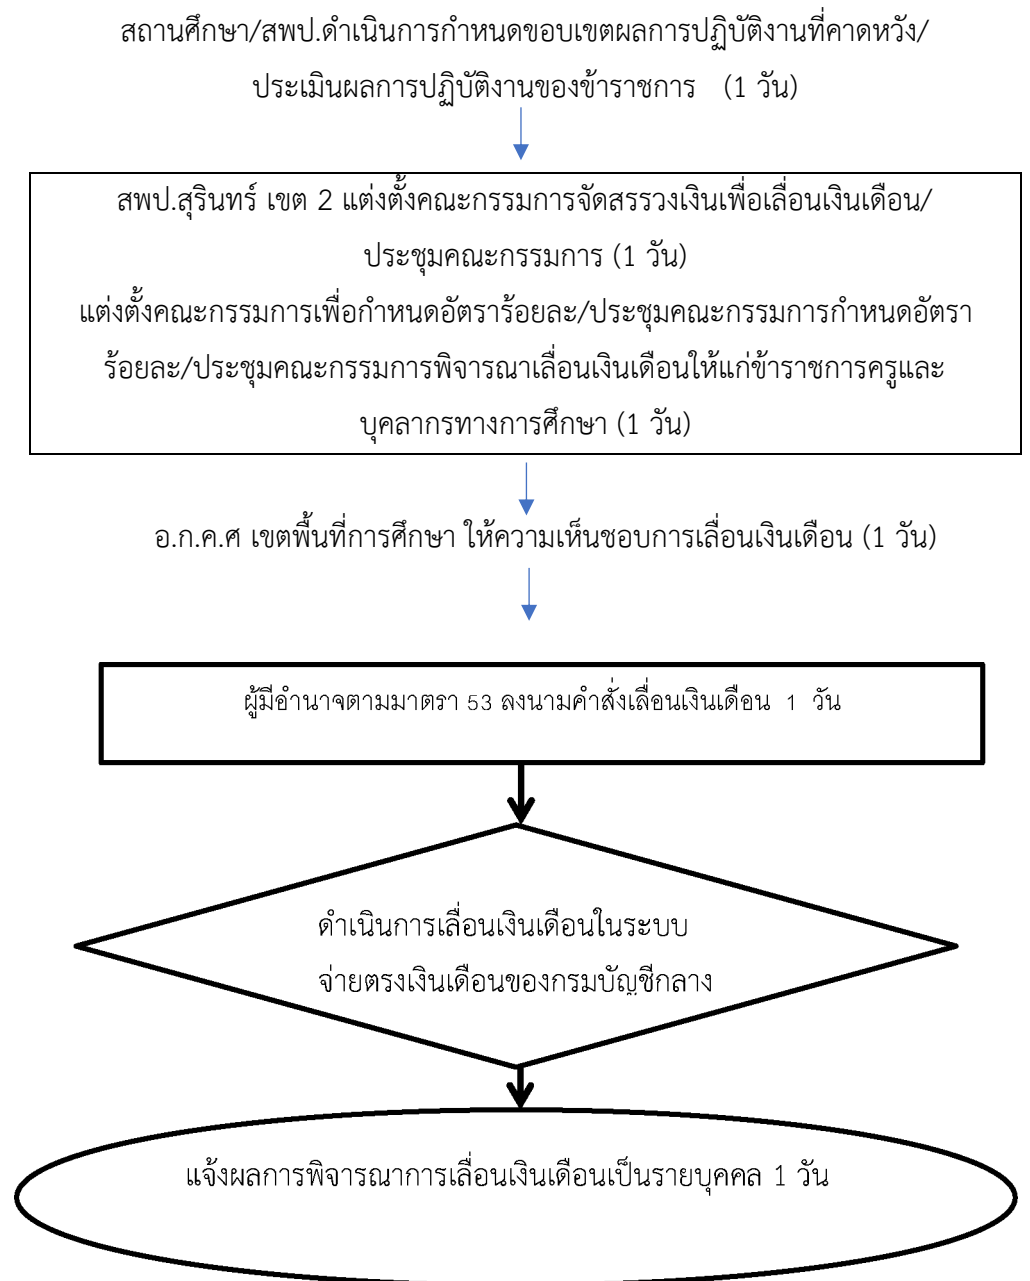 สถานศึกษา/สพป.ดำเนินการกำหนดขอบเขตผลการปฏิบัติงานที่คาดหวัง/
ประเมินผลการปฏิบัติงานของข้าราชการ (1 วัน)
สพป.สุรินทร์ เขต 2 แต่งตั้งคณะกรรมการจัดสรรวงเงินเพื่อเลื่อนเงินเดือน/
ประชุมคณะกรรมการ (1 วัน)
แต่งตั้งคณะกรรมการเพื่อกำหนดอัตราร้อยละ/ประชุมคณะกรรมการกำหนดอัตรา
ร้อยละ/ประชุมคณะกรรมการพิจารณาเลื่อนเงินเดือนให้แก่ข้าราชการครูและ
บุคลากรทางการศึกษา (1 วัน)
อ.ก.ค.ศ เขตพื้นที่การศึกษา ให้ความเห็นชอบการเลื่อนเงินเดือน (1 วัน)
ผู้มีอำนาจตามมาตรา 53 ลงนามคำสั่งเลื่อนเงินเดือน 1 วัน
ดำเนินการเลื่อนเงินเดือนในระบบ
จ่ายตรงเงินเดือนของกรมบัญชีกลาง
แจ้งผลการพิจารณาการเลื่อนเงินเดือนเป็นรายบุคคล 1 วัน